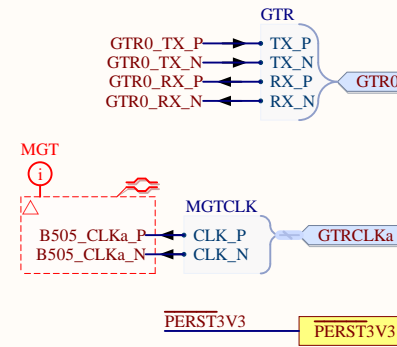 GTR
GTR0_TX_P TX_P
GTR0_TX_N TX_N
GTR0_RX_P RX_P GTR0
GTR0_RX_N RX_N
MGT
i
MGTCLK
B505_CLKa_P CLK_P GTRCLKa
B505_CLKa_N CLK_N
PERST3V3 PERST3V3